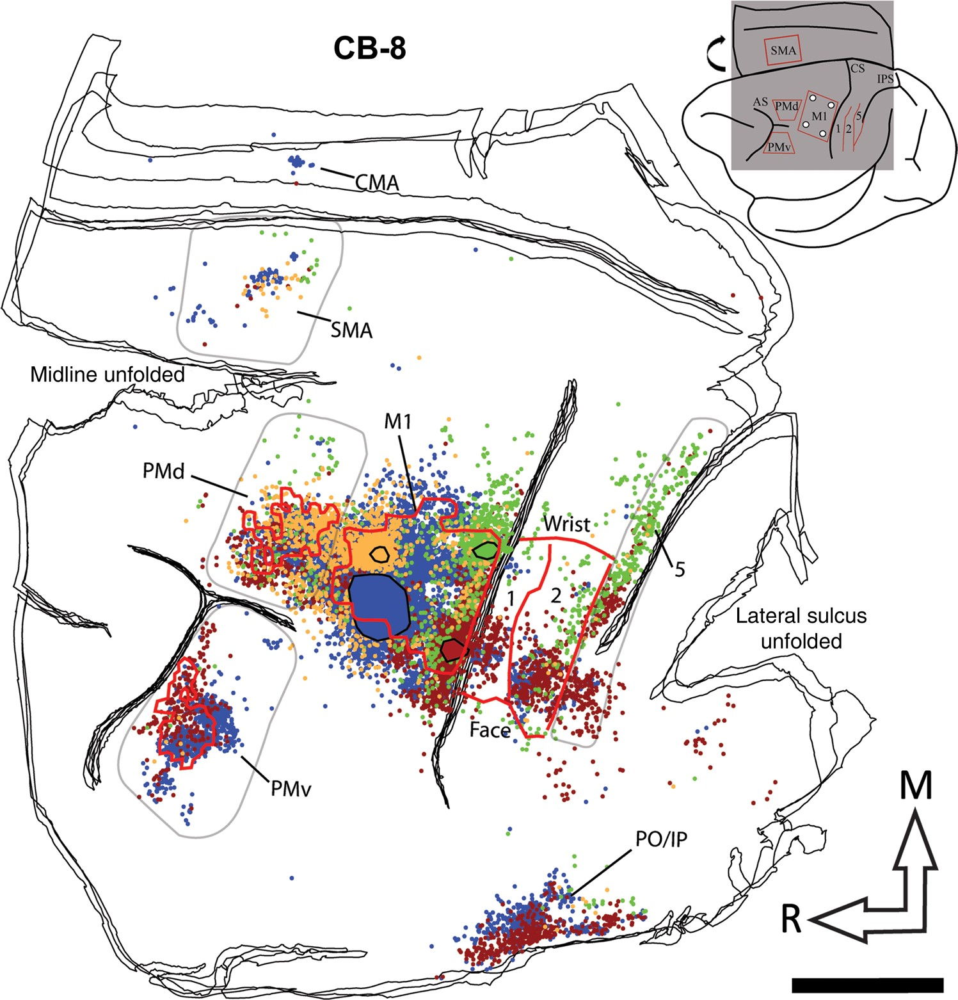 CB-8
SMA
CS
IPS
AS
PMd
M1
5
1
2
PMv
CMA
SMA
Midline unfolded
M1
PMd
Wrist
5
1
2
Lateral sulcus
unfolded
Face
PMv
M
PO/IP
R